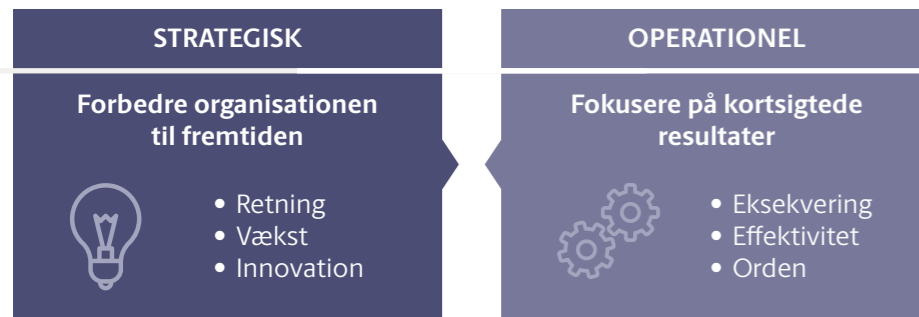 STRATEGISK
Forbedre organisationen
til fremtiden
• Retning
• Vækst
• Innovation
OPERATIONEL
Fokusere på kortsigtede
resultater
• Eksekvering
• Effektivitet
• Orden